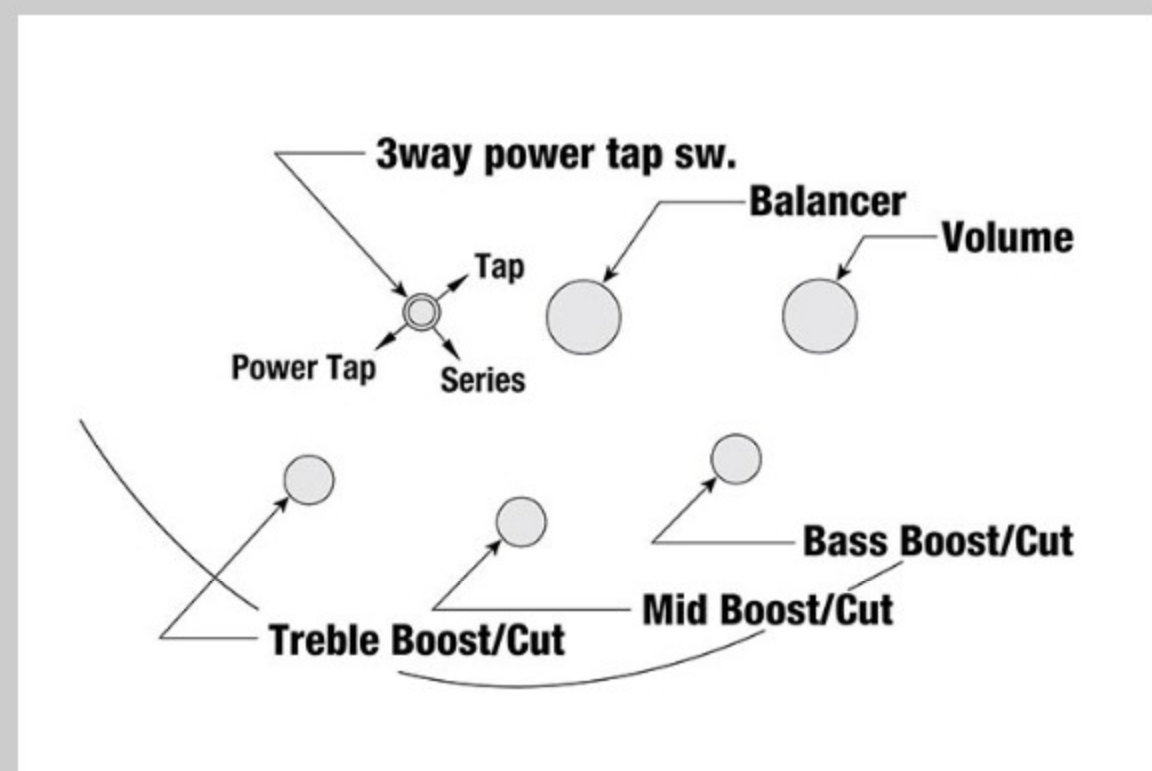 3way power tap sw.
Balancer
Volume
Tap
Power Tap
Series
Bass Boost/Cut
Mid Boost/Cut
Treble Boost/Cut